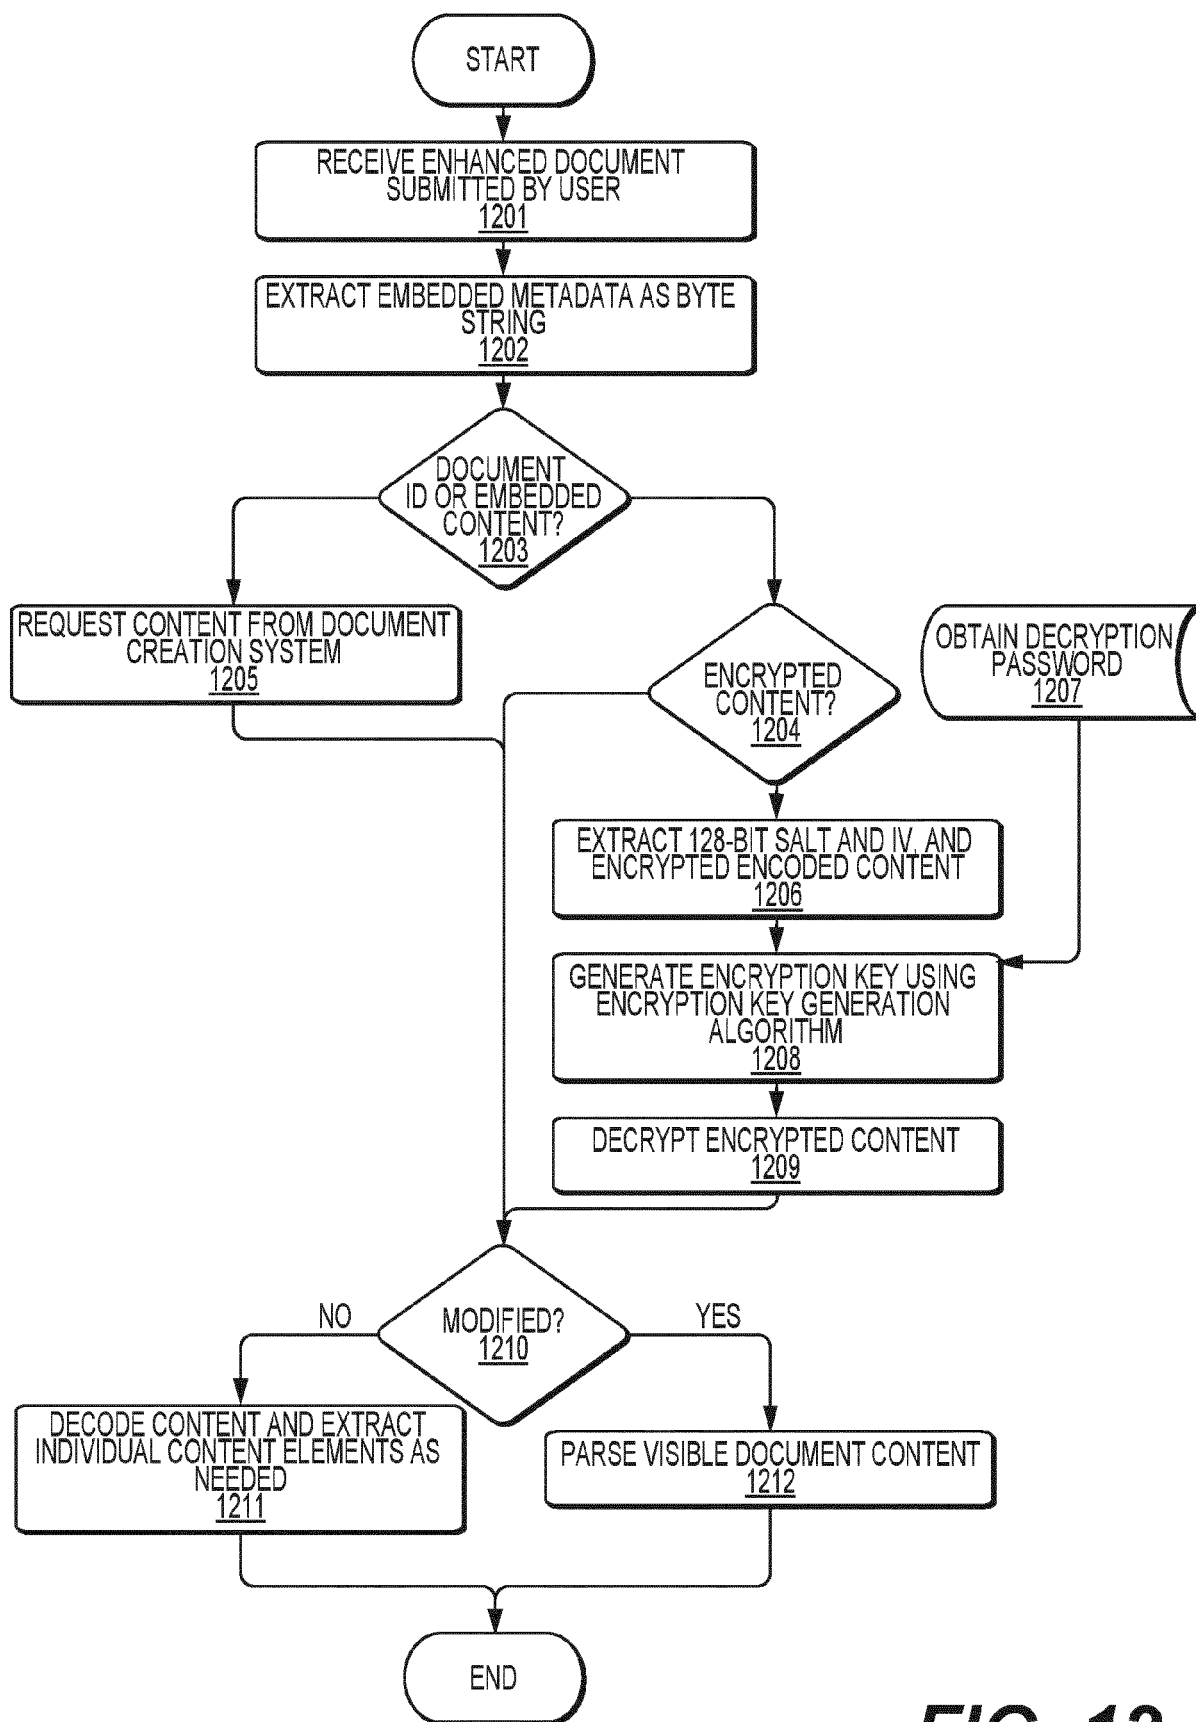 START
RECEIVE ENHANCED DOCUMENT
SUBMITTED BY USER
1201
EXTRACT EMBEDDED METADATA AS BYTE
STRING
1202
DOCUMENT
ID OR EMBEDDED
CONTENT?
1203
REQUEST CONTENT FROM DOCUMENT
CREATION SYSTEM
1205
ENCRYPTED
CONTENT?
1204
OBTAIN DECRYPTION
PASSWORD
1207
EXTRACT 128-BIT SALT AND IV, AND
ENCRYPTED ENCODED CONTENT
1206
GENERATE ENCRYPTION KEY USING
ENCRYPTION KEY GENERATION
ALGORITHM
1208
DECRYPT ENCRYPTED CONTENT
1209
MODIFIED?
1210
NO
YES
DECODE CONTENT AND EXTRACT
INDIVIDUAL CONTENT ELEMENTS AS
NEEDED
1211
PARSE VISIBLE DOCUMENT CONTENT
1212
END